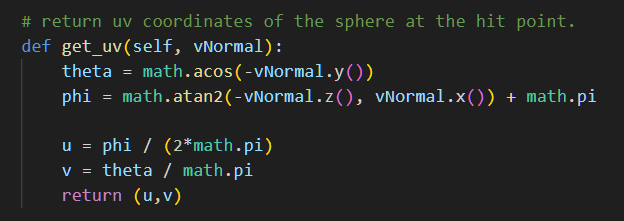 # return uv coordinates of the sphere at the hit point.
def get_uv(self, vNormal):
    theta = math.acos(-vNormal.y())
    phi = math.atan2(-vNormal.z(), vNormal.x()) + math.pi

    u = phi / (2*math.pi)
    v = theta / math.pi
    return (u,v)